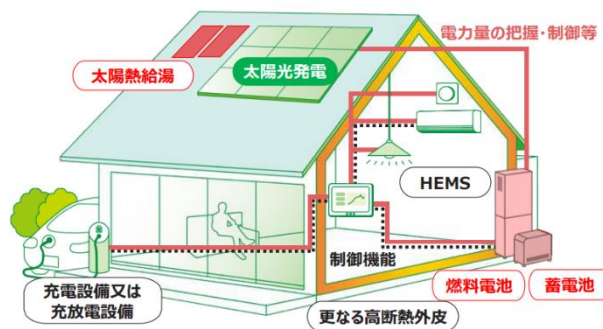 電力量の把握・制御等
太陽熱給湯
太陽光発電
HEMS
制御機能
充電設備又は
充放電設備
燃料電池
蓄電池
更なる高断熱外皮